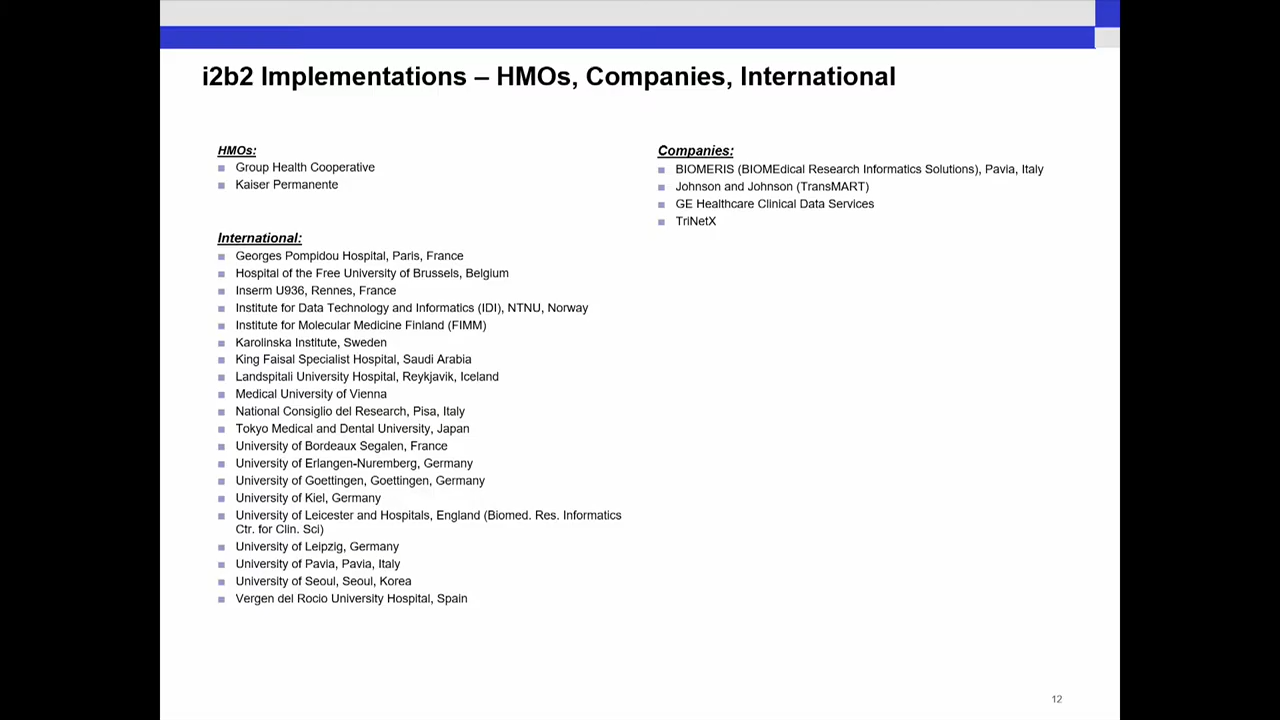 i2b2 Implementations – HMOs, Companies, International
HMOs:
Group Health Cooperative
Kaiser Permanente
International:
Georges Pompidou Hospital, Paris, France
Hospital of the Free University of Brussels, Belgium
Inserm U936, Rennes, France
Institute for Data Technology and Informatics (IDI), NTNU, Norway
Institute for Molecular Medicine Finland (FIMM)
Karolinska Institute, Sweden
King Faisal Specialist Hospital, Saudi Arabia
Landspitali University Hospital, Reykjavik, Iceland
Medical University of Vienna
National Consiglio del Research, Pisa, Italy
Tokyo Medical and Dental University, Japan
University of Bordeaux Segalen, France
University of Erlangen-Nuremberg, Germany
University of Goettingen, Goettingen, Germany
University of Kiel, Germany
University of Leicester and Hospitals, England (Biomed. Res. Informatics
Ctr. for Clin. Sci)
University of Leipzig, Germany
University of Pavia, Pavia, Italy
University of Seoul, Seoul, Korea
Vergen del Rocio University Hospital, Spain
Companies:
BIOMERIS (BIOMEdical Research Informatics Solutions), Pavia, Italy
Johnson and Johnson (TransMART)
GE Healthcare Clinical Data Services
TriNetX
12